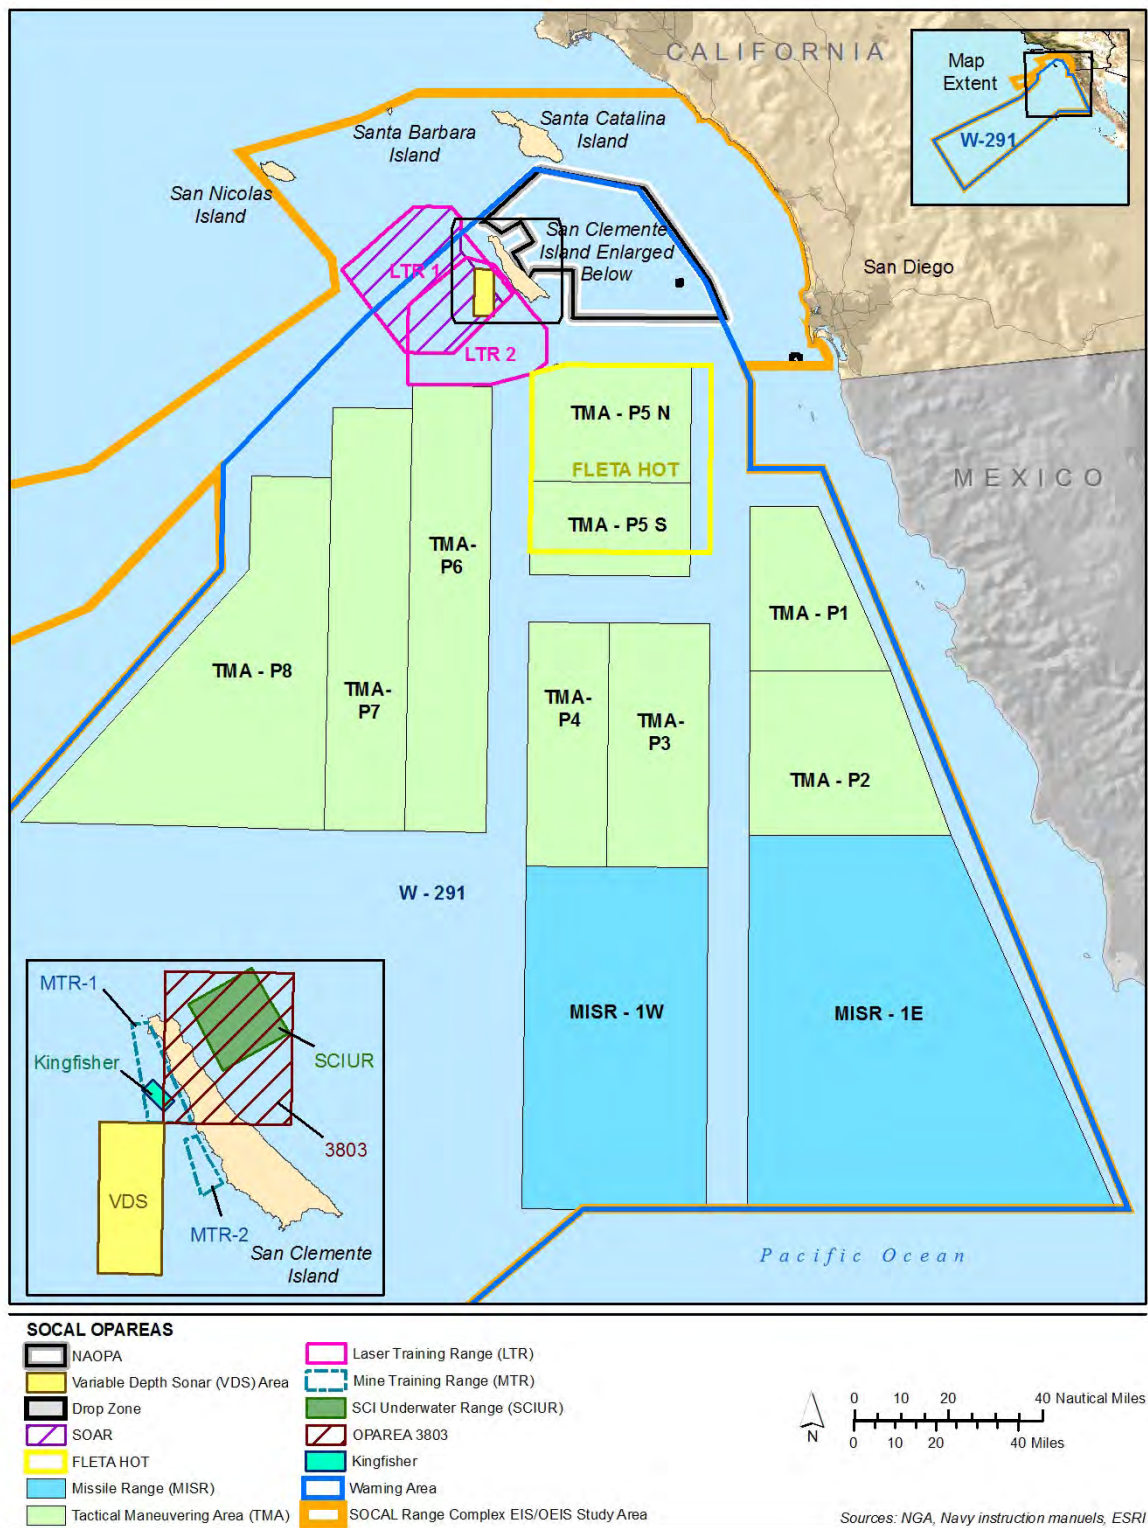 CALIFORNIA
Map
Extent
W-291
Santa Barbara
Island
Santa Catalina
Island
San Nicolas
Island
San Clemente
Island Enlarged
Below
San Diego
LTR 1
LTR 2
TMA - P5 N
FLETA HOT
TMA - P5 S
MEXICO
TMA-
P6
TMA - P1
TMA - P8
TMA-
P7
TMA-
P4
TMA-
P3
TMA - P2
W - 291
MISR - 1W
MISR - 1E
MTR-1
Kingfisher
SCIUR
3803
VDS
MTR-2
San Clemente
Island
Pacific Ocean
SOCAL OPAREAS
NAOPA
Variable Depth Sonar (VDS) Area
Drop Zone
SOAR
FLETA HOT
Missile Range (MISR)
Tactical Maneuvering Area (TMA)
Laser Training Range (LTR)
Mine Training Range (MTR)
SCI Underwater Range (SCIUR)
OPAREA 3803
Kingfisher
Warning Area
SOCAL Range Complex EIS/OEIS Study Area
N
0 10 20 40 Nautical Miles
0 10 20 40 Miles
Sources: NGA, Navy instruction manuels, ESRI